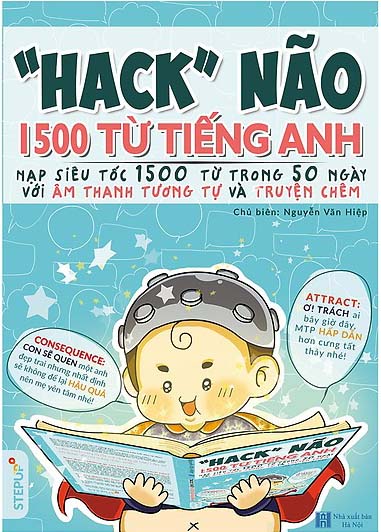 "HACK" NÃO
1500 TỪ TIẾNG ANH
NẠP SIÊU TỐC 1500 TỪ TRONG 50 NGÀY
VỚI ÂM THANH TƯƠNG TỰ VÀ TRUYỆN CHÊM
Chủ biên: Nguyễn Văn Hiệp
ATTRACT:
ƠI TRÁCH ai
bây giờ đây,
MTP HẤP DẪN
hơn cưng tất
thảy nhé!
CONSEQUENCE:
CON SẼ QUEN một anh
đẹp trai nhưng nhất định
sẽ không để lại HẬU QUẢ
nên mẹ yên tâm nhé!
"HACK" NÃO
1500 TỪ TIẾNG ANH
STEPUP
Nhà xuất bản
Hà Nội